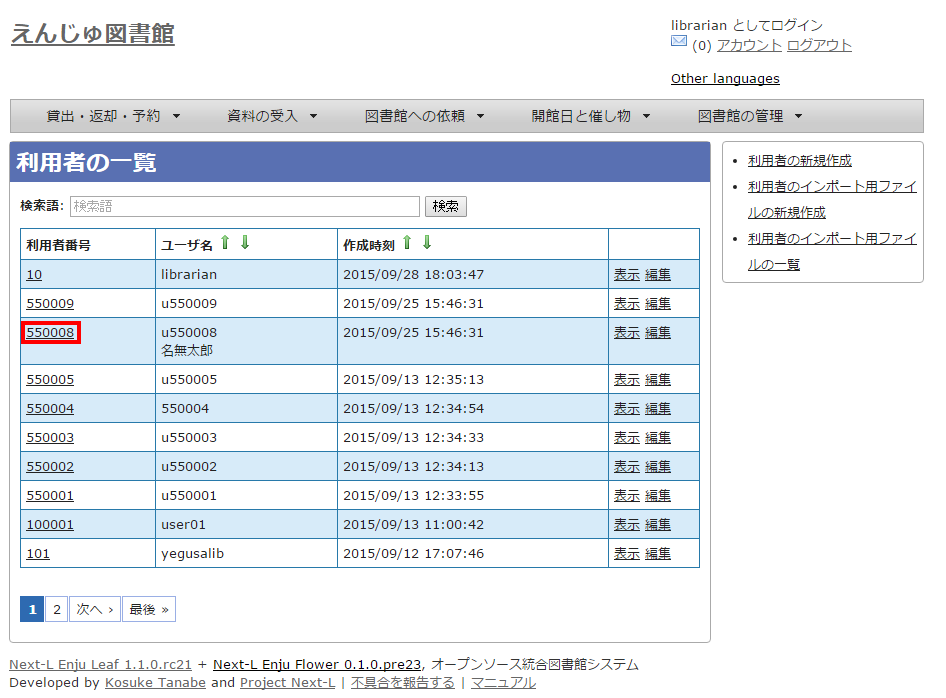 えんじゅ図書館
librarian としてログイン
(0) アカウント ログアウト
Other languages
貸出・返却・予約 ▼ 資料の受入 ▼ 図書館への依頼 ▼ 開館日と催し物 ▼ 図書館の管理 ▼
利用者の一覧
検索語: 検索語 検索
利用者番号 ユーザ名 作成時刻
10 librarian 2015/09/28 18:03:47 表示 編集
550009 u550009 2015/09/25 15:46:31 表示 編集
550008 u550008 2015/09/25 15:46:31 表示 編集
名無太郎
550005 u550005 2015/09/13 12:35:13 表示 編集
550004 550004 2015/09/13 12:34:54 表示 編集
550003 u550003 2015/09/13 12:34:33 表示 編集
550002 u550002 2015/09/13 12:34:13 表示 編集
550001 u550001 2015/09/13 12:33:55 表示 編集
100001 user01 2015/09/13 11:00:42 表示 編集
101 yegusalib 2015/09/12 17:07:46 表示 編集
1 2 次へ › 最後 »
• 利用者の新規作成
• 利用者のインポート用ファイ
ルの新規作成
• 利用者のインポート用ファイ
ルの一覧
Next-L Enju Leaf 1.1.0.rc21 + Next-L Enju Flower 0.1.0.pre23, オープンソース統合図書館システム
Developed by Kosuke Tanabe and Project Next-L | 不具合を報告する | マニュアル